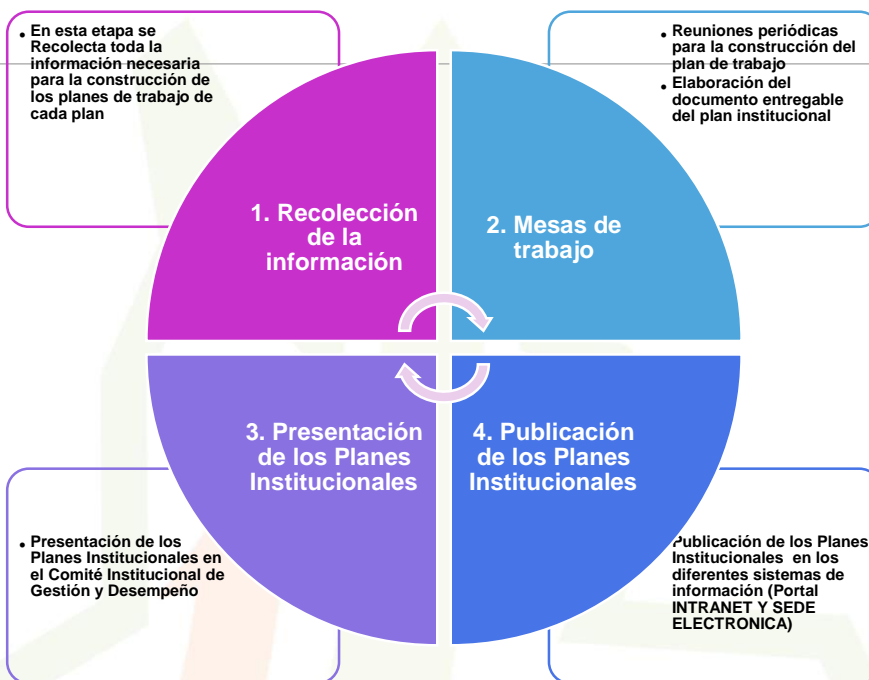 • En esta etapa se
Recolecta toda la
información necesaria
para la construcción de
los planes de trabajo de
cada plan
• Reuniones periódicas
para la construcción del
plan de trabajo
• Elaboración del
documento entregable
del plan institucional
1. Recolección
de la
información
2. Mesas de
trabajo
3. Presentación
de los Planes
Institucionales
4. Publicación
de los Planes
Institucionales
• Presentación de los
Planes Institucionales en
el Comité Institucional de
Gestión y Desempeño
Publicación de los Planes
Institucionales en los
diferentes sistemas de
información (Portal
INTRANET Y SEDE
ELECTRONICA)